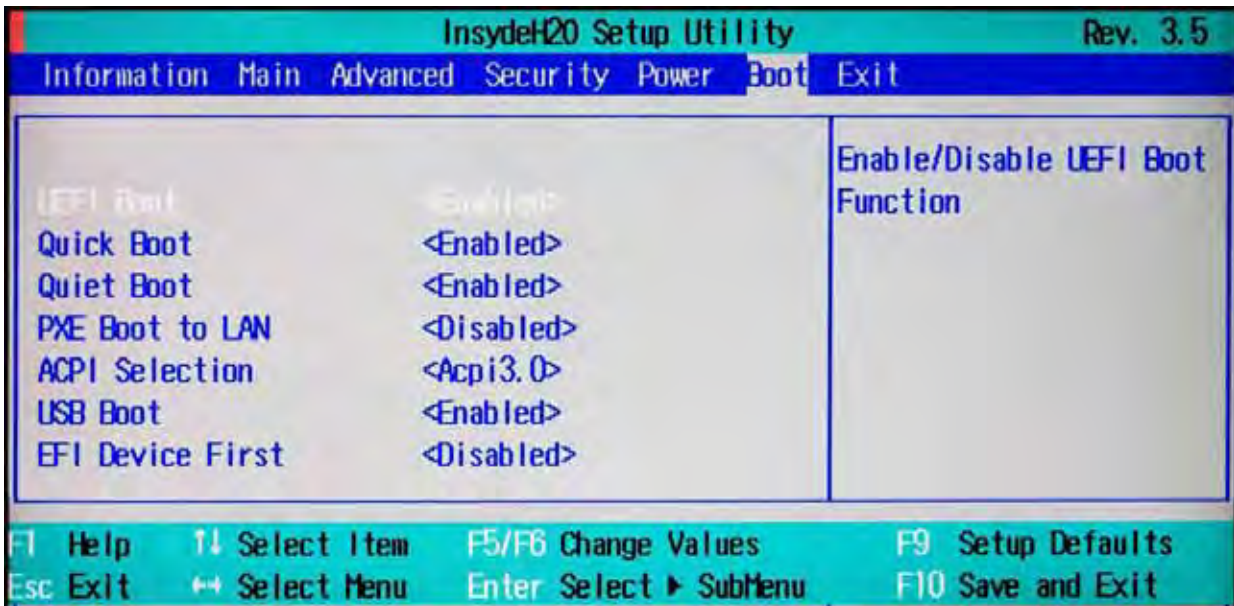 InsydeH20 Setup Utility Rev. 3.5
Information Main Advanced Security Power Boot Exit
Enable/Disable UEFI Boot
Function
UEFI Boot <Enabled>
Quick Boot <Enabled>
Quiet Boot <Enabled>
PXE Boot to LAN <Disabled>
ACPI Selection <Acpi3.0>
USB Boot <Enabled>
EFI Device First <Disabled>
F1 Help ↑↓ Select Item F5/F6 Change Values F9 Setup Defaults
Esc Exit ↔ Select Menu Enter Select ▶ SubMenu F10 Save and Exit